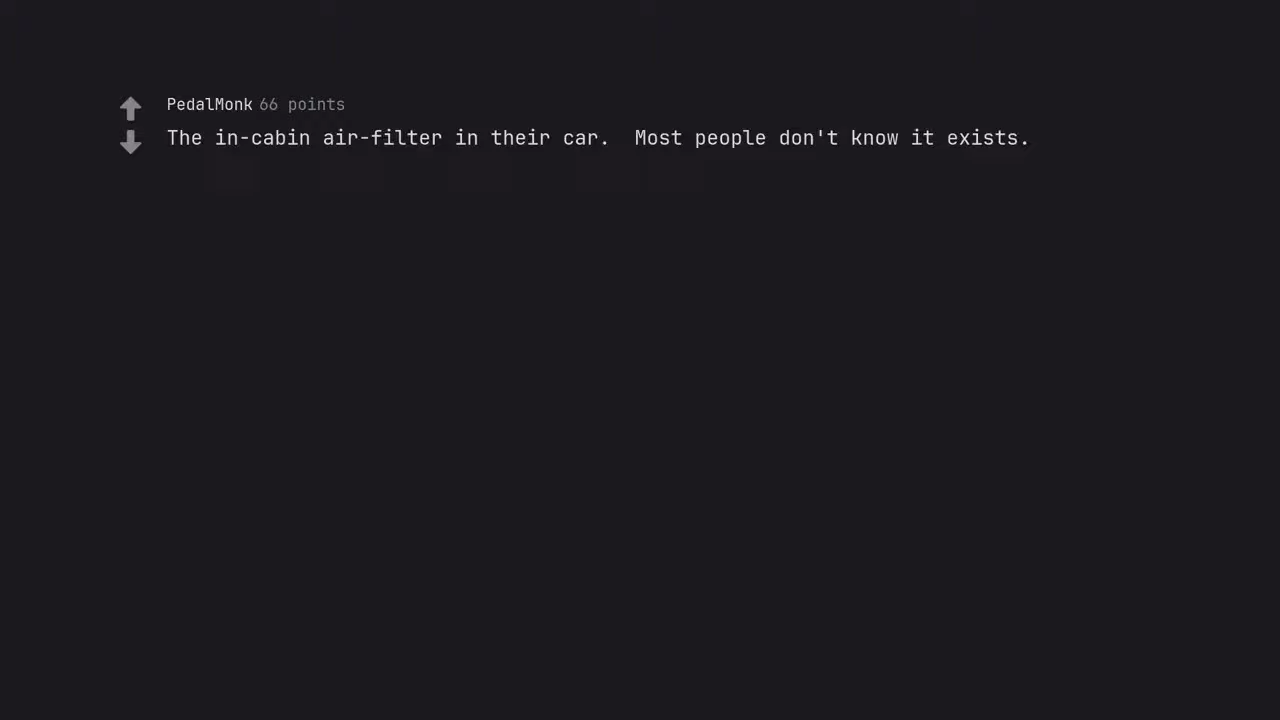 PedalMonk 66 points
The in-cabin air-filter in their car.  Most people don't know it exists.